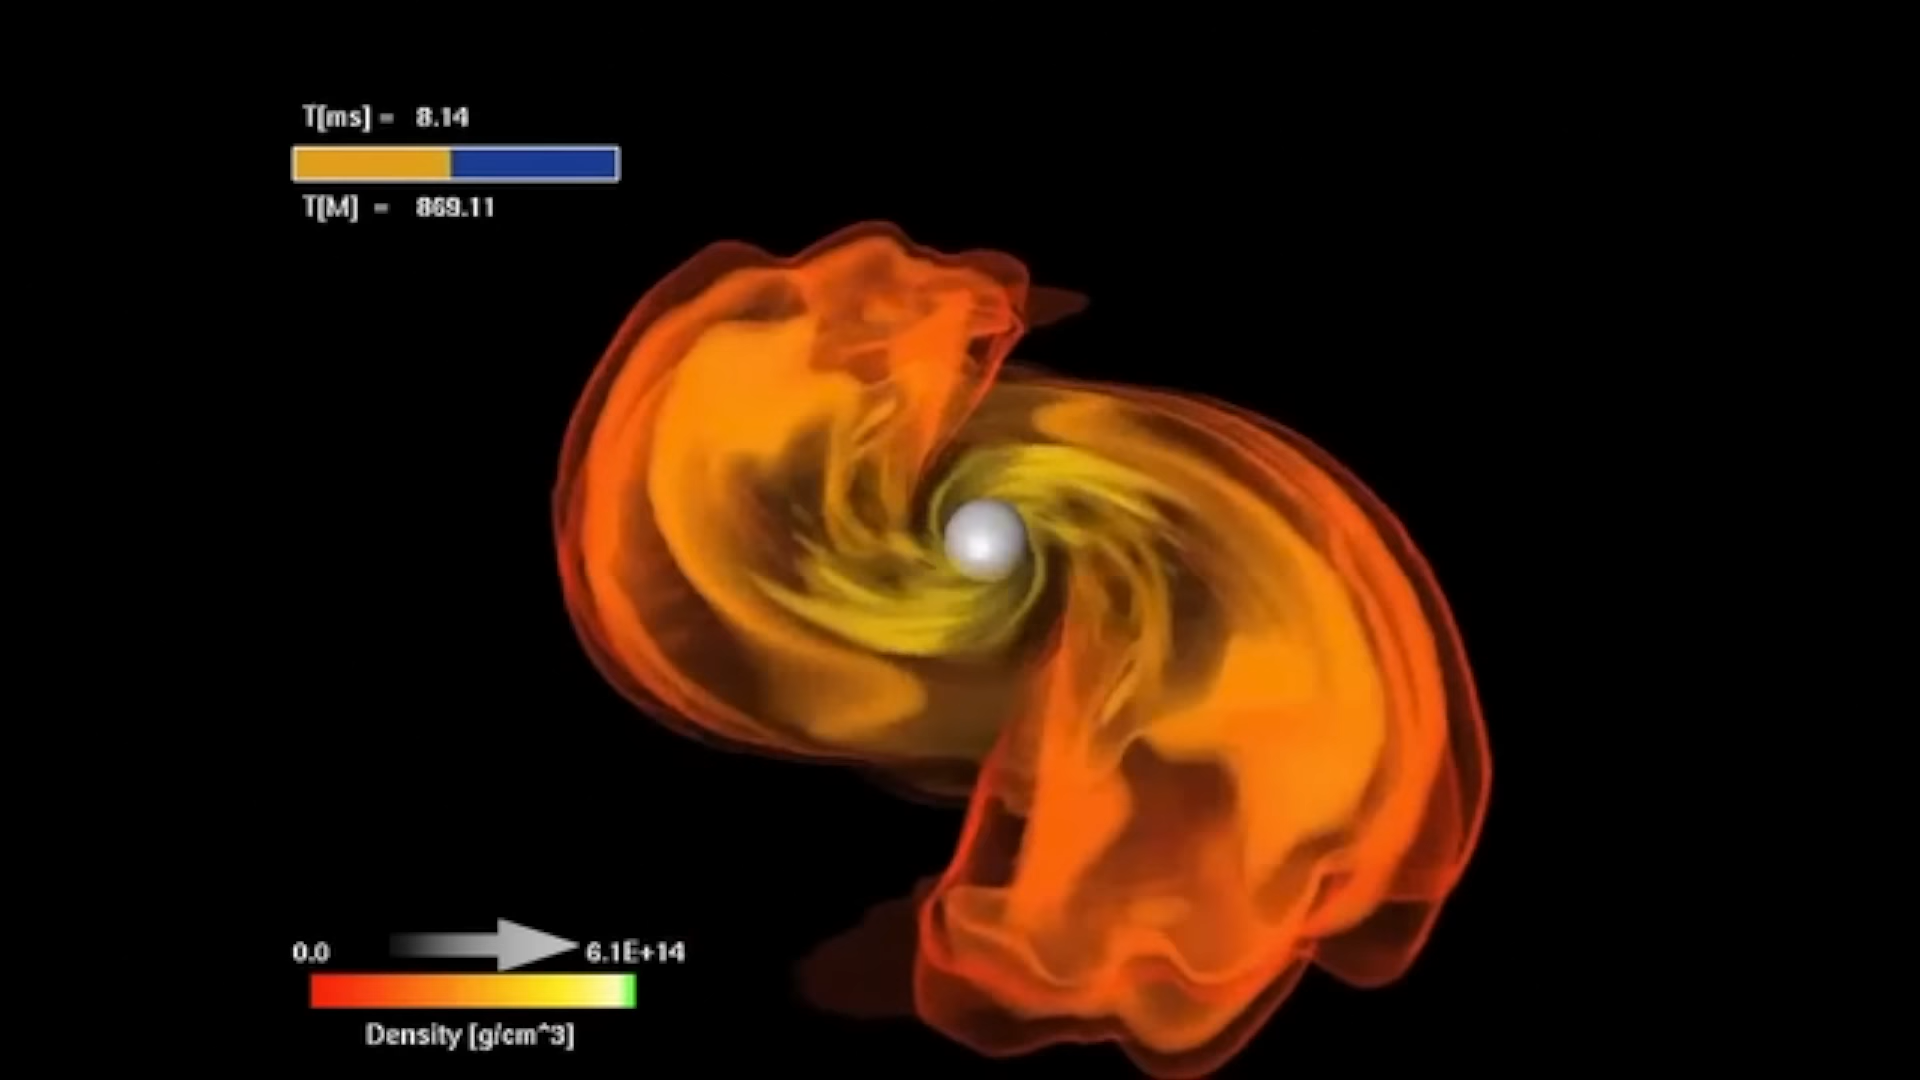 T[ms] = 8.14
T[M] = 869.11
0.0 6.1E+14
Density [g/cm^3]